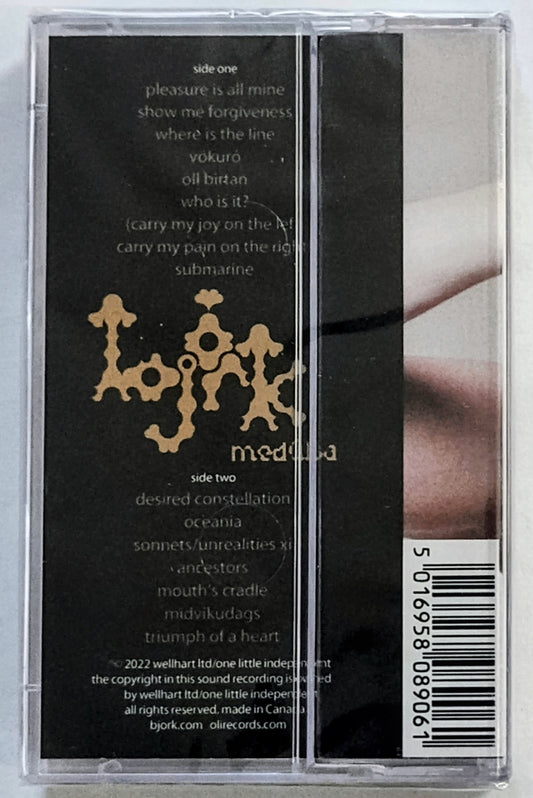 side one
pleasure is all mine
show me forgiveness
where is the line
vökuró
öll birtan
who is it?
(carry my joy on the lef
carry my pain on the righ
submarine
björk
medúlla
side two
desired constellation
oceania
sonnets/unrealities xi
ancestors
mouth's cradle
miðvikudags
triumph of a heart
2022 wellhart ltd/one little independent
the copyright in this sound recording is owned
by wellhart ltd/one little independent
all rights reserved, made in Canada
bjork.com olirecords.com
5 016958 089061